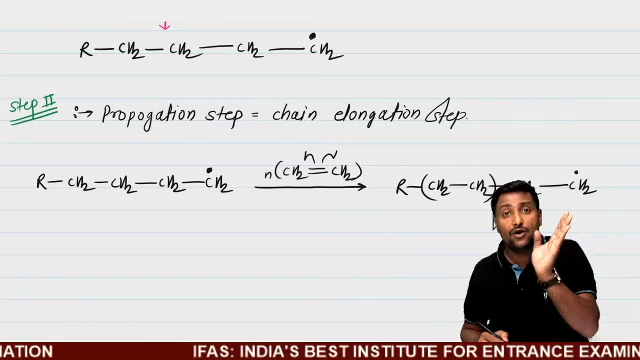 R — CH2 — CH2 — CH2 — ĊH2
Step II :→ Propogation step = chain elongation step.
n(CH2 = CH2)
R — CH2 — CH2 — CH2 — ĊH2 → R —( CH2 — CH2 ) — ĊH2
IFAS: INDIA'S BEST INSTITUTE FOR ENTRANCE EXAMIN